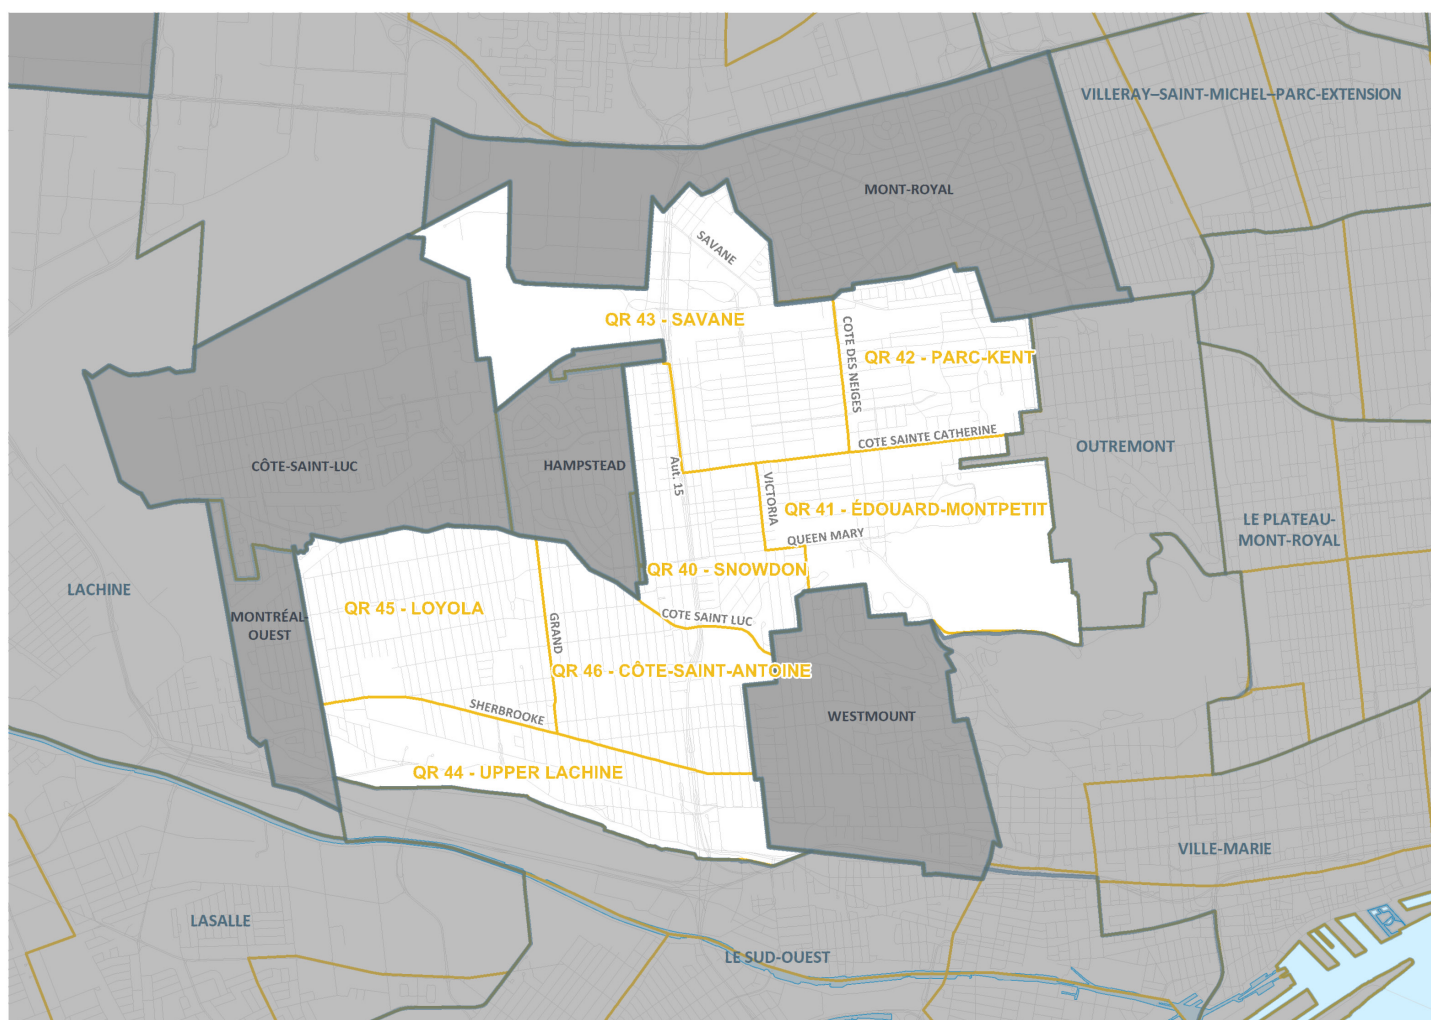 VILLERAY–SAINT-MICHEL–PARC-EXTENSION
MONT-ROYAL
SAVANE
QR 43 - SAVANE
COTE DES NEIGES
QR 42 - PARC-KENT
COTE SAINTE CATHERINE
OUTREMONT
CÔTE-SAINT-LUC
HAMPSTEAD
Aut. 15
VICTORIA
QR 41 - ÉDOUARD-MONTPETIT
QUEEN MARY
LE PLATEAU-
MONT-ROYAL
QR 40 - SNOWDON
LACHINE
MONTRÉAL-
OUEST
QR 45 - LOYOLA
GRAND
COTE SAINT LUC
QR 46 - CÔTE-SAINT-ANTOINE
SHERBROOKE
WESTMOUNT
QR 44 - UPPER LACHINE
VILLE-MARIE
LASALLE
LE SUD-OUEST